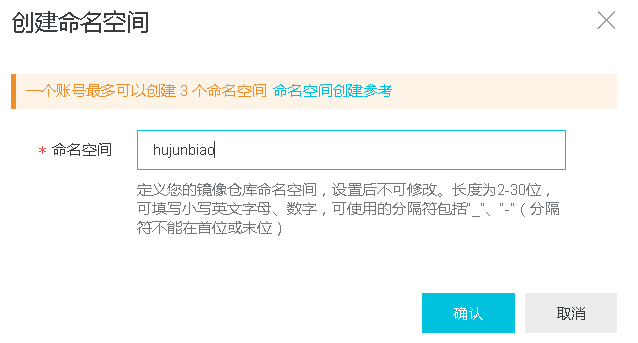 创建命名空间
一个账号最多可以创建 3 个命名空间 命名空间创建参考
* 命名空间 hujunbiao
定义您的镜像仓库命名空间，设置后不可修改。长度为2-30位，
可填写小写英文字母、数字，可使用的分隔符包括"_"、"-"（分隔
符不能在首位或末位）
确认 取消